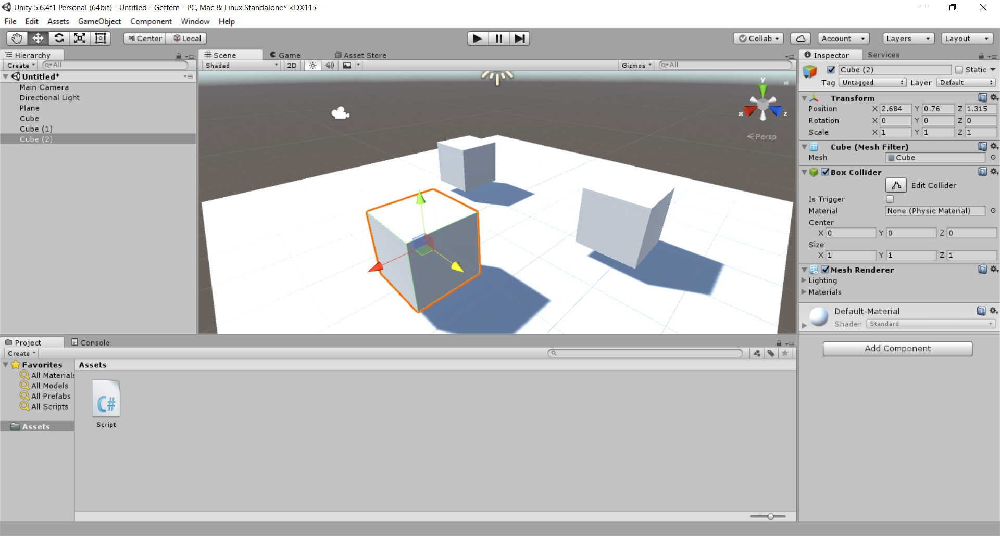 Unity 5.6.4f1 Personal (64bit) - Untitled - Gettem - PC, Mac & Linux Standalone* <DX11>
File Edit Assets GameObject Component Window Help
Center Local Collab Account Layers Layout
Hierarchy
Create All
Untitled*
Main Camera
Directional Light
Plane
Cube
Cube (1)
Cube (2)
Scene Game Asset Store
Shaded 2D Gizmos All
y
x z
Persp
Inspector Services
Cube (2) Static
Tag Untagged Layer Default
Transform
Position X 2.684 Y 0.76 Z 1.315
Rotation X 0 Y 0 Z 0
Scale X 1 Y 1 Z 1
Cube (Mesh Filter)
Mesh Cube
Box Collider
Edit Collider
Is Trigger
Material None (Physic Material)
Center
X 0 Y 0 Z 0
Size
X 1 Y 1 Z 1
Mesh Renderer
Lighting
Materials
Default-Material
Shader Standard
Add Component
Project Console
Create
Favorites
All Materials
All Models
All Prefabs
All Scripts
Assets
Assets
C#
Script